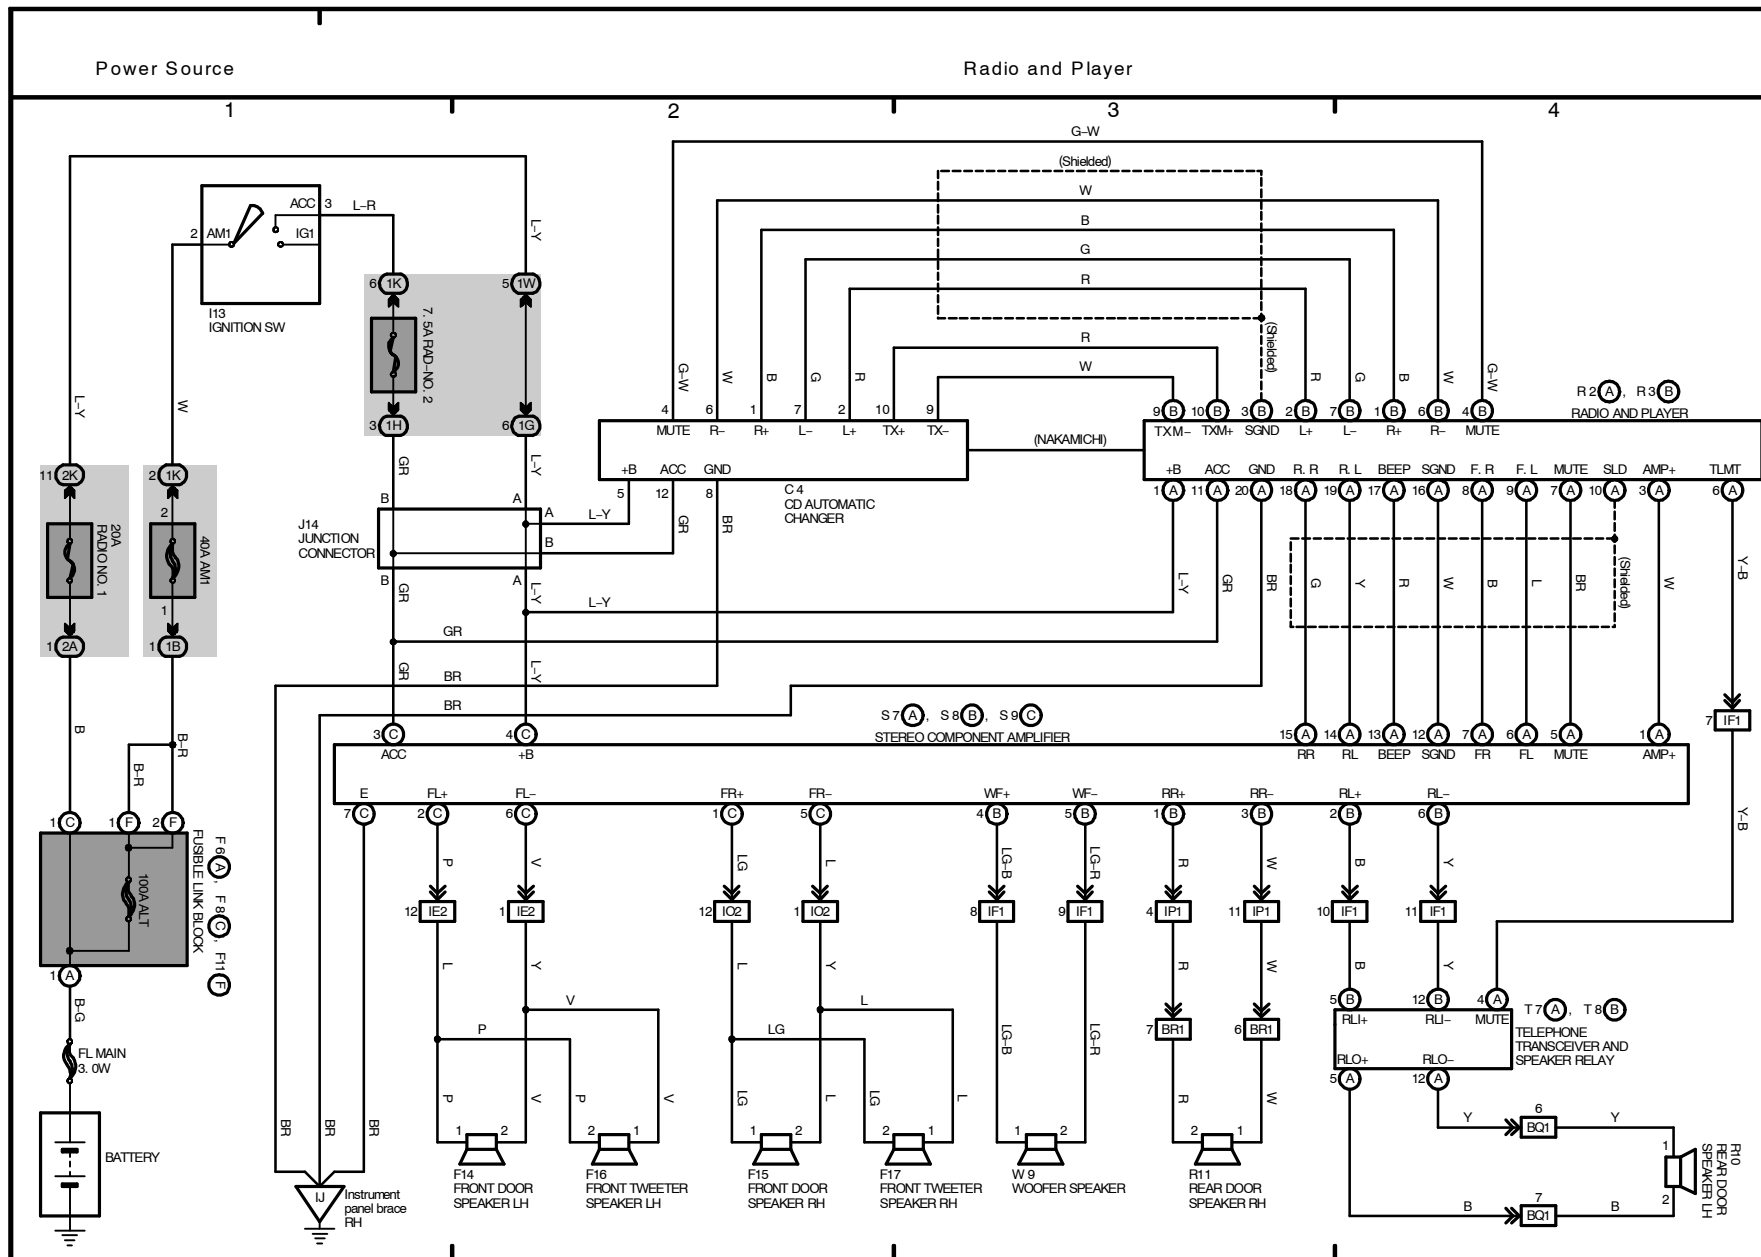 Power Source
Radio and Player
1
2
3
4
G-W
(Shielded)
W
B
G
R
R
W
ACC 3
L-R
2
AM1
IG1
I13
IGNITION SW
L-Y
L-Y
W
6 1K
5 1W
7. 5A RAD-NO. 2
3 1H
6 1G
GR
L-Y
G-W
W
B
G
R
(Shielded)
R
G
B
W
G-W
4
6
1
7
2
10
9
MUTE
R-
R+
L-
L+
TX+
TX-
+B
ACC
GND
5
12
8
C 4
CD AUTOMATIC
CHANGER
(NAKAMICHI)
R 2 A , R 3 B
RADIO AND PLAYER
9 B
10 B
3 B
2 B
7 B
1 B
6 B
4 B
TXM-
TXM+
SGND
L+
L-
R+
R-
MUTE
+B
ACC
GND
R. R
R. L
BEEP
SGND
F. R
F. L
MUTE
SLD
AMP+
TLMT
1 A
11 A
20 A
18 A
19 A
17 A
16 A
8 A
9 A
7 A
10 A
3 A
6 A
11 2K
2 1K
2
20A
RADIO NO. 1
40A AM1
1
1 2A
1 1B
B
A
J14
JUNCTION
CONNECTOR
A
B
L-Y
GR
BR
B
A
GR
L-Y
L-Y
GR
L-Y
GR
BR
G
Y
R
W
B
L
BR
(Shielded)
W
Y-B
GR
L-Y
BR
BR
7 IF1
B
B-R
B-R
S 7 A , S 8 B , S 9 C
STEREO COMPONENT AMPLIFIER
3 C
4 C
15 A
14 A
13 A
12 A
7 A
6 A
5 A
1 A
ACC
+B
RR
RL
BEEP
SGND
FR
FL
MUTE
AMP+
E
FL+
FL-
FR+
FR-
WF+
WF-
RR+
RR-
RL+
RL-
7 C
2 C
6 C
1 C
5 C
4 B
5 B
1 B
3 B
2 B
6 B
Y-B
1 C
1 F
2 F
100A ALT
FUSIBLE LINK BLOCK
F 6 A , F 8 C , F11 F
1 A
B-G
FL MAIN
3. 0W
BATTERY
P
V
LG
L
LG-B
LG-R
R
W
B
Y
12 IE2
1 IE2
12 IO2
1 IO2
8 IF1
9 IF1
4 IP1
11 IP1
10 IF1
11 IF1
L
Y
L
Y
R
W
B
Y
V
P
L
LG
LG-B
LG-R
7 BR1
6 BR1
5 B
12 B
4 A
RLI+
RLI-
MUTE
RLO+
RLO-
5 A
12 A
T 7 A , T 8 B
TELEPHONE
TRANSCEIVER AND
SPEAKER RELAY
BR
BR
BR
P
V
P
V
LG
L
LG
L
R
W
Y
6
BQ1
Y
B
7
BQ1
B
1
2
R10
REAR DOOR
SPEAKER LH
1
2
2
1
1
2
2
1
1
2
2
1
F14
FRONT DOOR
SPEAKER LH
F16
FRONT TWEETER
SPEAKER LH
F15
FRONT DOOR
SPEAKER RH
F17
FRONT TWEETER
SPEAKER RH
W 9
WOOFER SPEAKER
R11
REAR DOOR
SPEAKER RH
IJ
Instrument
panel brace
RH